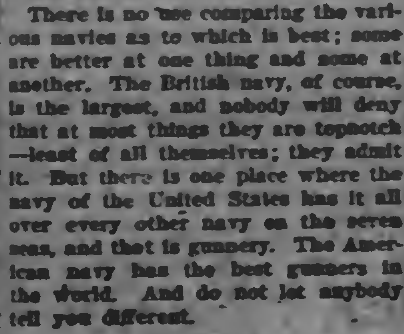 There is no use comparing the vari-
ous navies as to which is best; some
are better at one thing and some at
another. The British navy, of course,
is the largest, and nobody will deny
that at most things they are topnotch
—least of all themselves; they admit
it. But there is one place where the
navy of the United States has it all
over every other navy on the seven
seas, and that is gunnery. The Amer-
ican navy has the best gunners in
the world. And do not let anybody
tell you different.